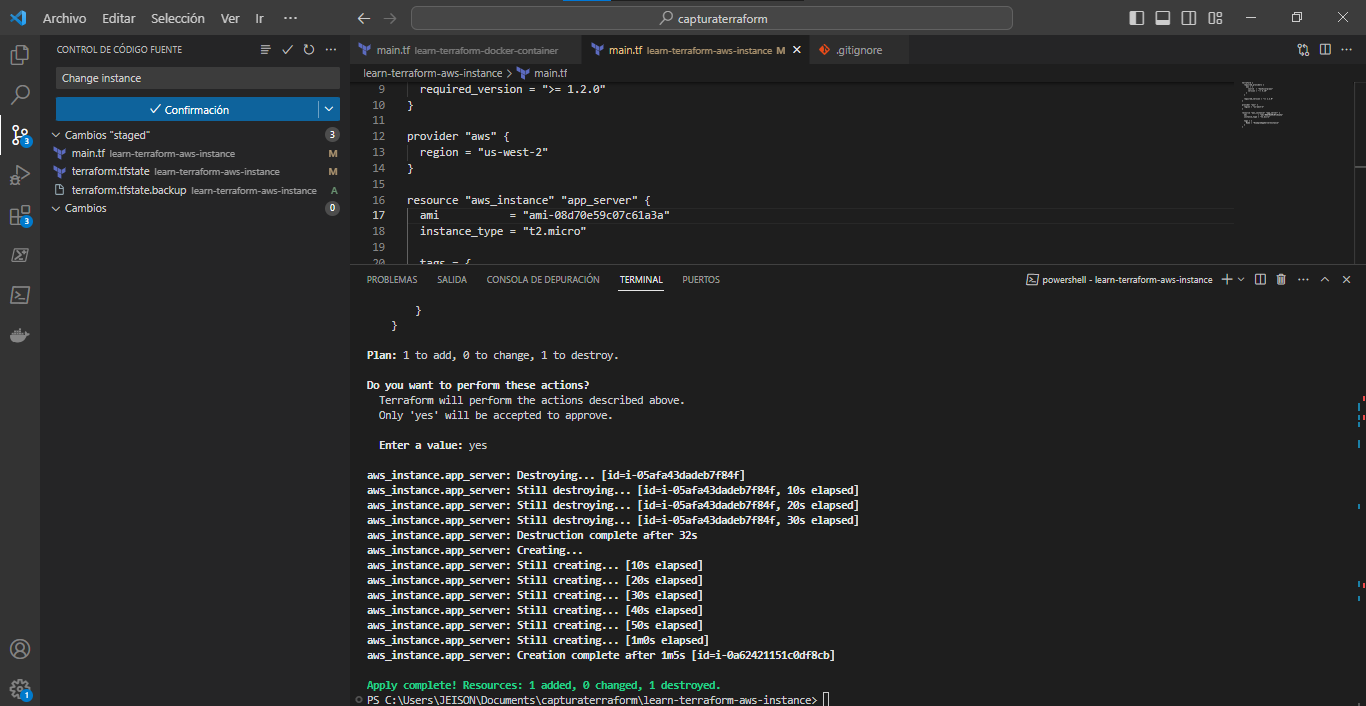 Archivo Editar Selección Ver Ir ···
capturaterraform
CONTROL DE CÓDIGO FUENTE
Change instance
Confirmación
Cambios "staged" 3
main.tf learn-terraform-aws-instance M
terraform.tfstate learn-terraform-aws-instance M
terraform.tfstate.backup learn-terraform-aws-instance A
Cambios 0
3
3
1
main.tf learn-terraform-docker-container
main.tf learn-terraform-aws-instance M
.gitignore
learn-terraform-aws-instance > main.tf
9 required_version = ">= 1.2.0"
10 }
11
12 provider "aws" {
13 region = "us-west-2"
14 }
15
16 resource "aws_instance" "app_server" {
17 ami = "ami-08d70e59c07c61a3a"
18 instance_type = "t2.micro"
19
20 tags = {
PROBLEMAS SALIDA CONSOLA DE DEPURACIÓN TERMINAL PUERTOS
powershell - learn-terraform-aws-instance
}
}
Plan: 1 to add, 0 to change, 1 to destroy.
Do you want to perform these actions?
Terraform will perform the actions described above.
Only 'yes' will be accepted to approve.
Enter a value: yes
aws_instance.app_server: Destroying... [id=i-05afa43dadeb7f84f]
aws_instance.app_server: Still destroying... [id=i-05afa43dadeb7f84f, 10s elapsed]
aws_instance.app_server: Still destroying... [id=i-05afa43dadeb7f84f, 20s elapsed]
aws_instance.app_server: Still destroying... [id=i-05afa43dadeb7f84f, 30s elapsed]
aws_instance.app_server: Destruction complete after 32s
aws_instance.app_server: Creating...
aws_instance.app_server: Still creating... [10s elapsed]
aws_instance.app_server: Still creating... [20s elapsed]
aws_instance.app_server: Still creating... [30s elapsed]
aws_instance.app_server: Still creating... [40s elapsed]
aws_instance.app_server: Still creating... [50s elapsed]
aws_instance.app_server: Still creating... [1m0s elapsed]
aws_instance.app_server: Creation complete after 1m5s [id=i-0a62421151c0df8cb]
Apply complete! Resources: 1 added, 0 changed, 1 destroyed.
PS C:\Users\JEISON\Documents\capturaterraform\learn-terraform-aws-instance>